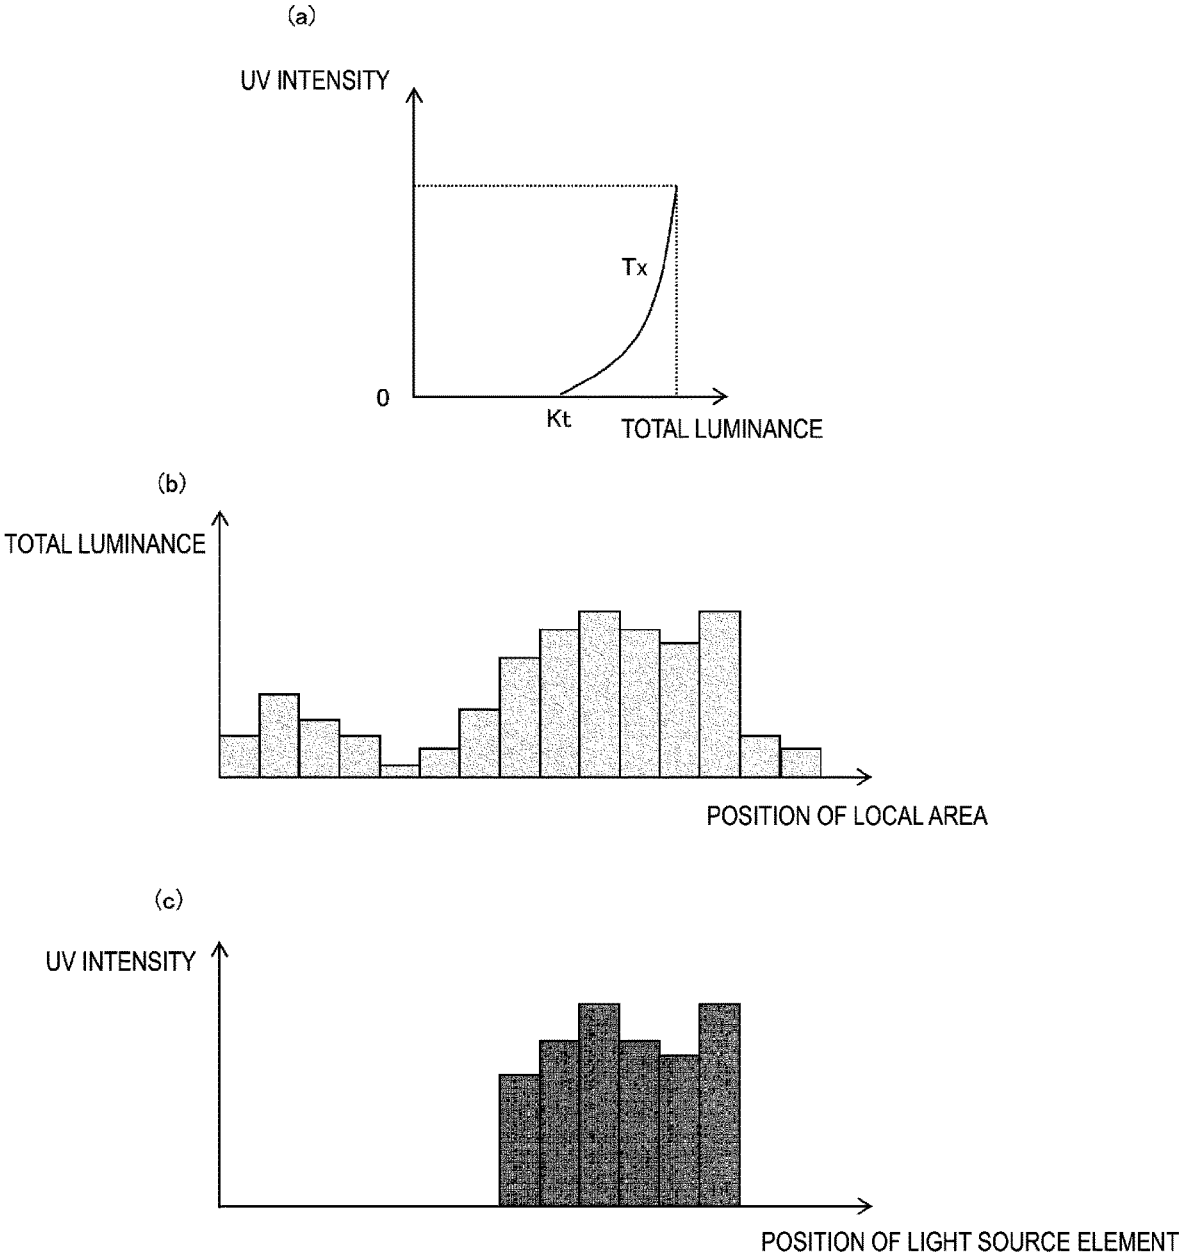 (a)
UV INTENSITY
Tx
0
Kt
TOTAL LUMINANCE
(b)
TOTAL LUMINANCE
POSITION OF LOCAL AREA
(c)
UV INTENSITY
POSITION OF LIGHT SOURCE ELEMENT